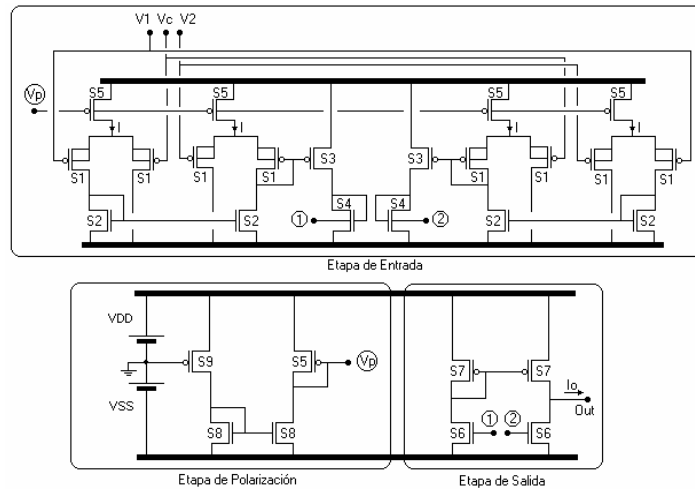 V1 Vc V2
S5 S5 S5 S5
Vp
I I I I
S1 S1 S1 S1 S3 S3 S1 S1 S1 S1
S2 S2 S4 S4 S2 S2
1 2
Etapa de Entrada
VDD
VSS
S9 S5 Vp
S8 S8
Etapa de Polarización
S7 S7
Io
Out
1 2
S6 S6
Etapa de Salida